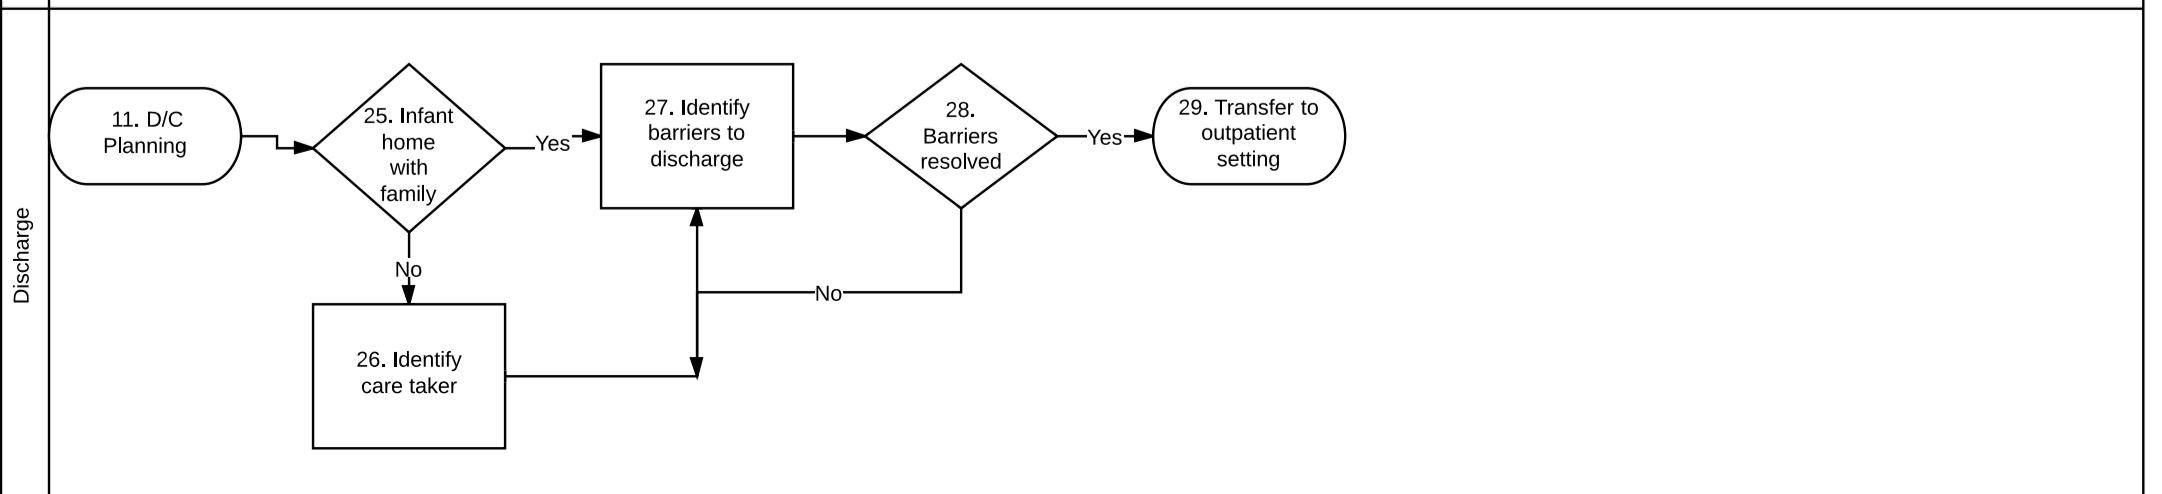 Discharge
11. D/C
Planning
25. Infant
home
with
family
Yes
No
26. Identify
care taker
27. Identify
barriers to
discharge
28.
Barriers
resolved
No
Yes
29. Transfer to
outpatient
setting